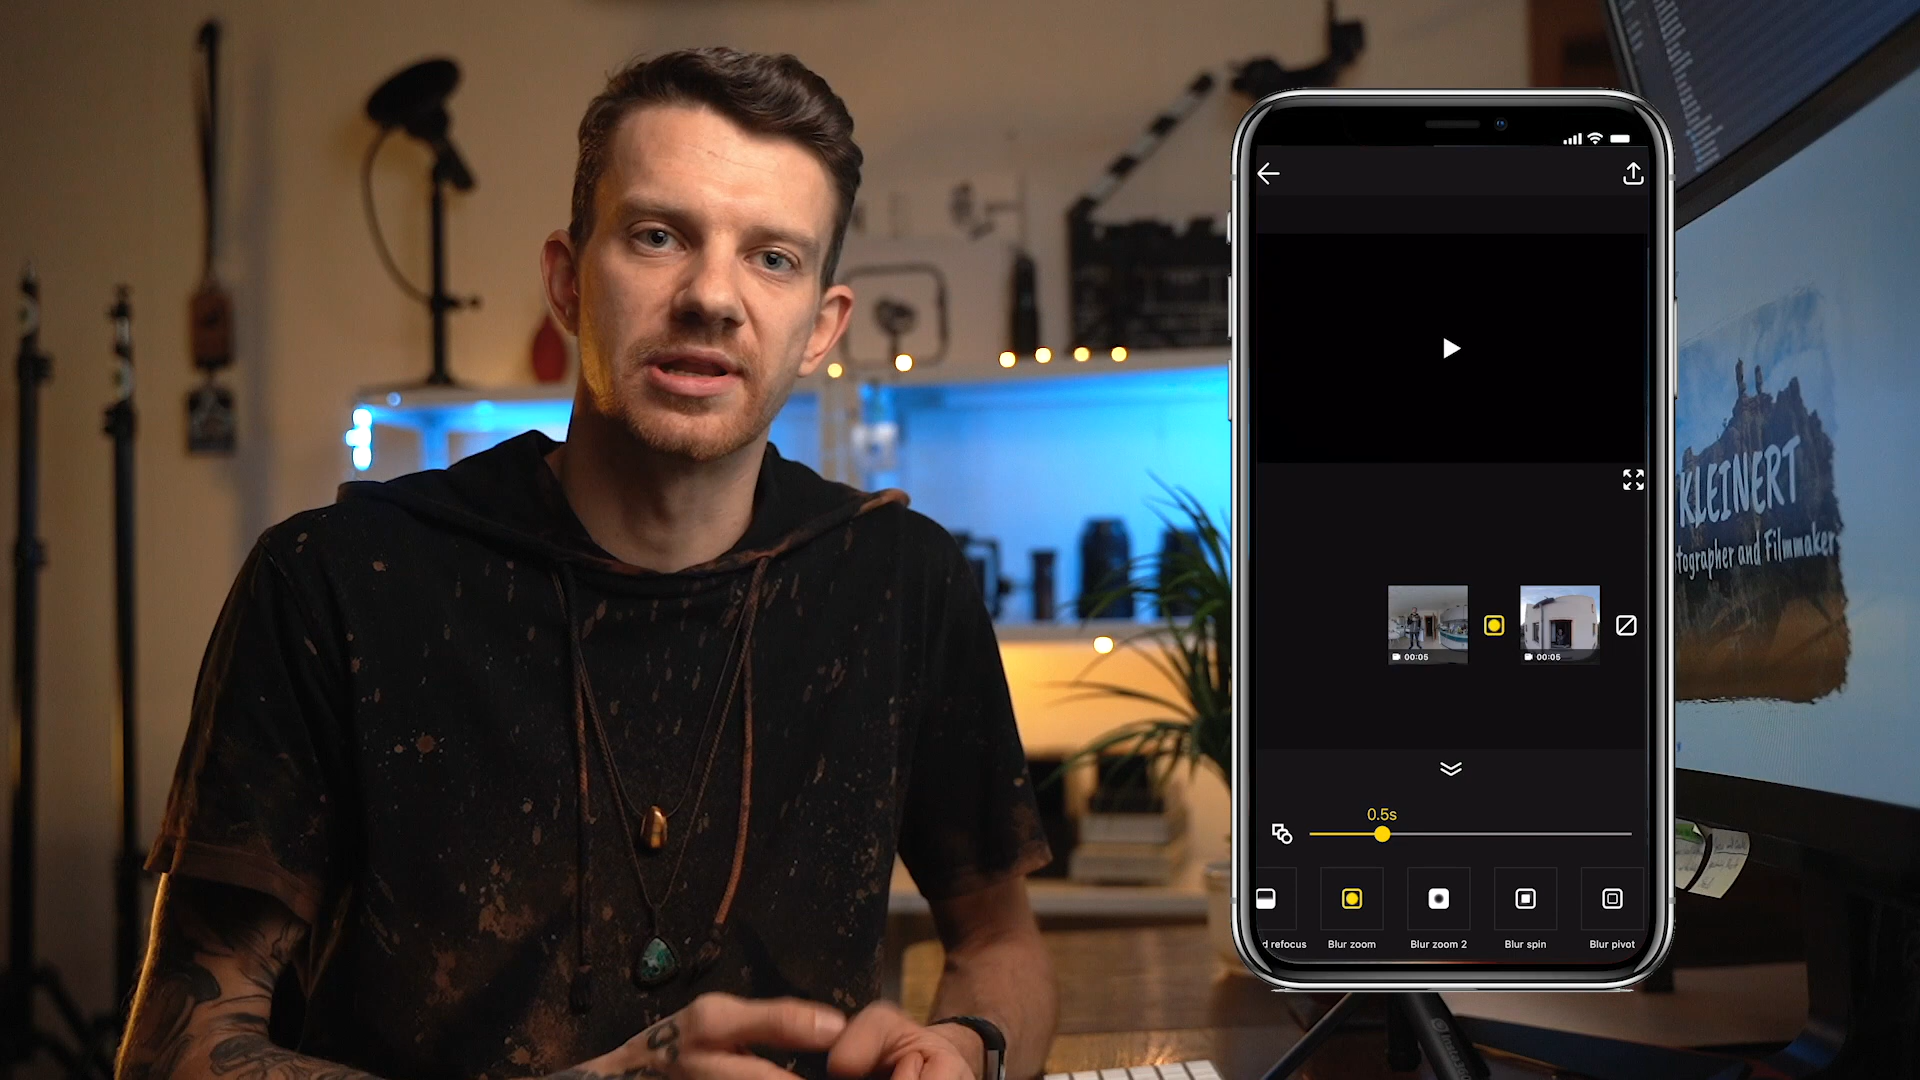 KLEINERT
tographer and Filmmaker
00:05
00:05
0.5s
d refocus
Blur zoom
Blur zoom 2
Blur spin
Blur pivot